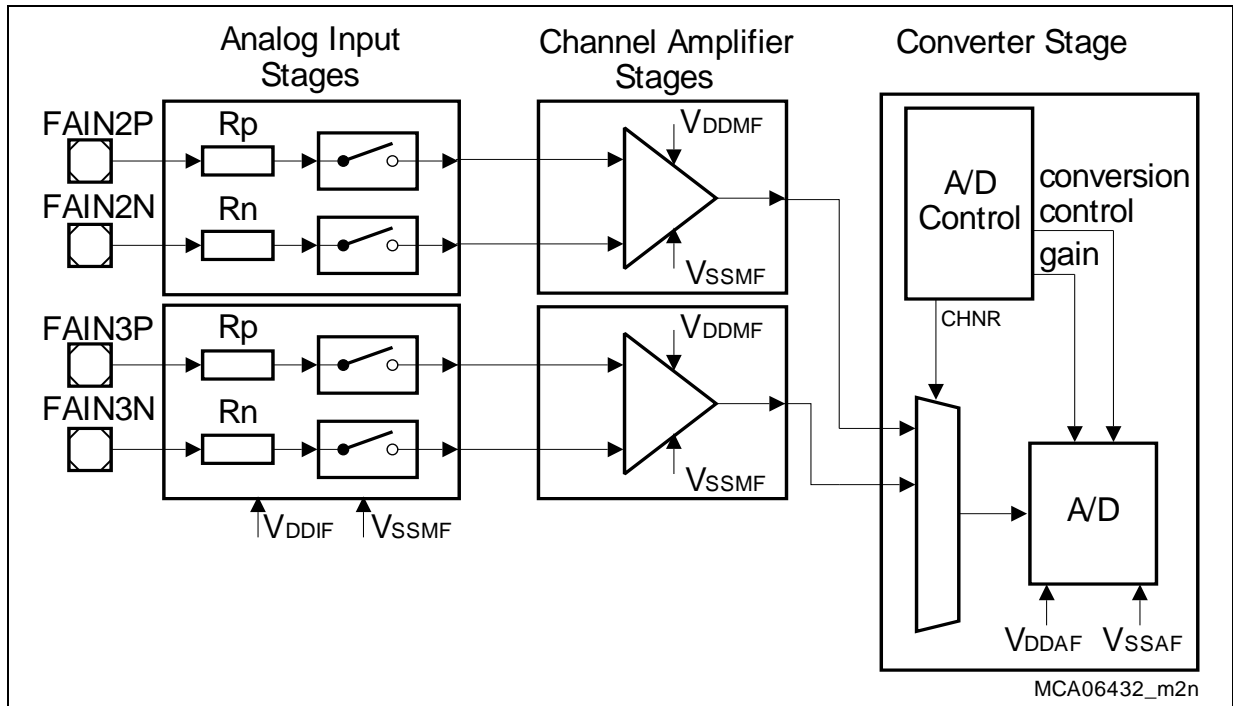 Analog Input
Stages
Channel Amplifier
Stages
Converter Stage
FAIN2P
Rp
FAIN2N
Rn
VDDMF
VSSMF
FAIN3P
Rp
FAIN3N
Rn
VDDMF
VSSMF
VDDIF
VSSMF
A/D
Control
conversion
control
gain
CHNR
A/D
VDDAF
VSSAF
MCA06432_m2n